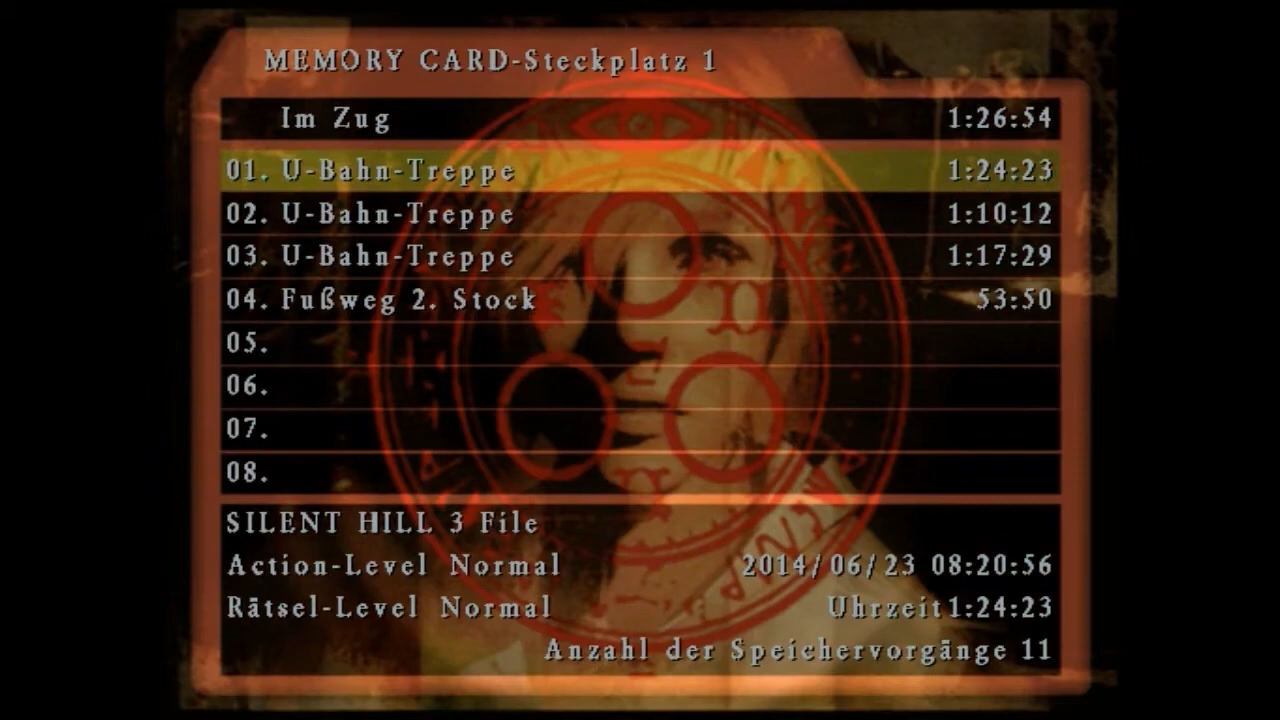 MEMORY CARD-Steckplatz 1
Im Zug 1:26:54
01. U-Bahn-Treppe 1:24:23
02. U-Bahn-Treppe 1:10:12
03. U-Bahn-Treppe 1:17:29
04. Fußweg 2. Stock 53:50
05.
06.
07.
08.
SILENT HILL 3 File
Action-Level Normal 2014/06/23 08:20:56
Rätsel-Level Normal Uhrzeit 1:24:23
Anzahl der Speichervorgänge 11